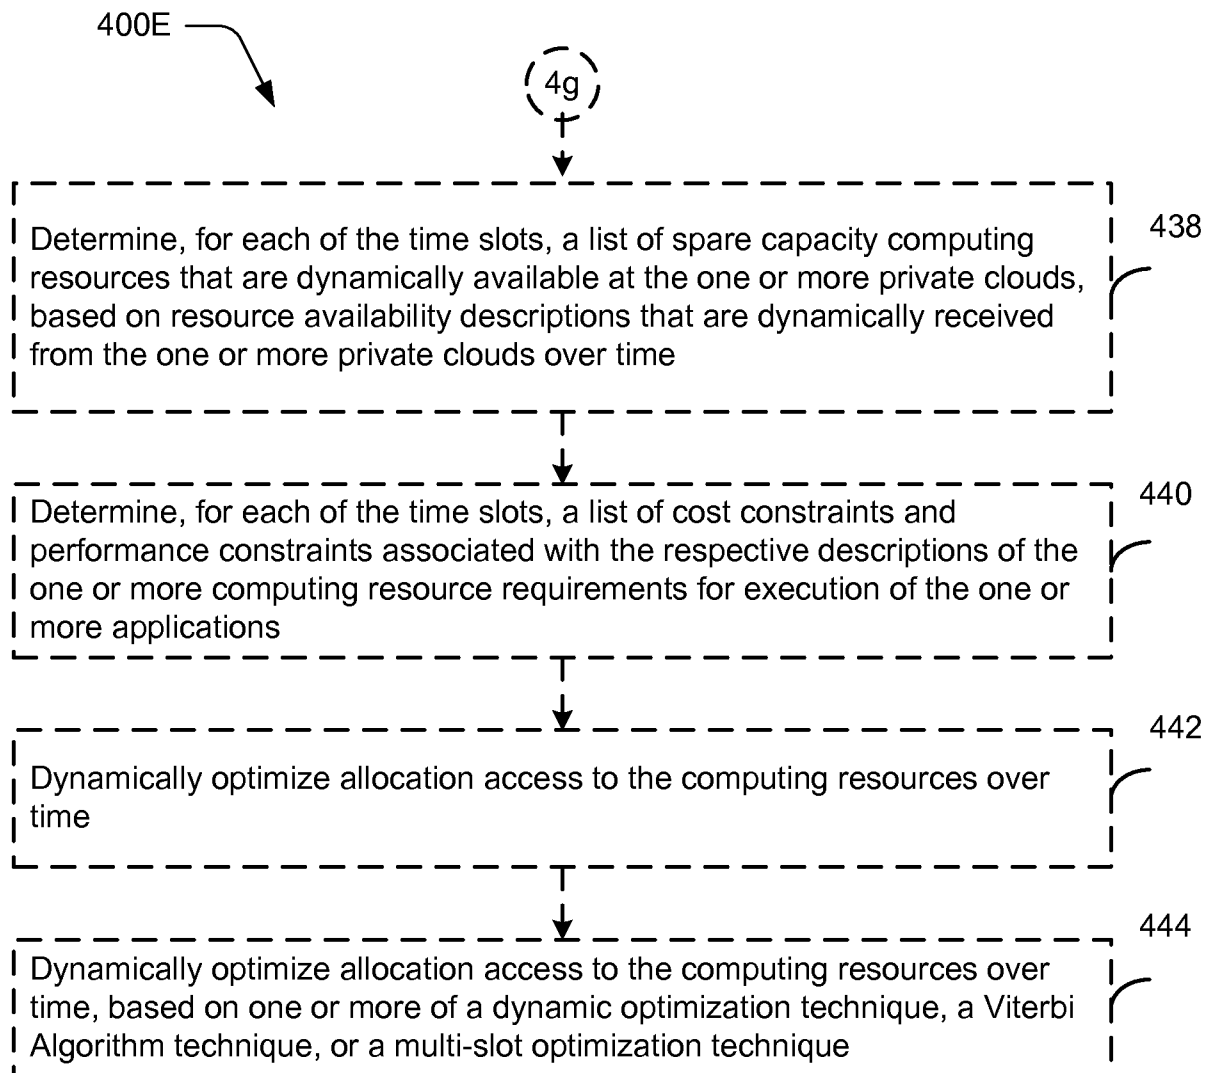 400E
4g
438
Determine, for each of the time slots, a list of spare capacity computing
resources that are dynamically available at the one or more private clouds,
based on resource availability descriptions that are dynamically received
from the one or more private clouds over time
440
Determine, for each of the time slots, a list of cost constraints and
performance constraints associated with the respective descriptions of the
one or more computing resource requirements for execution of the one or
more applications
442
Dynamically optimize allocation access to the computing resources over
time
444
Dynamically optimize allocation access to the computing resources over
time, based on one or more of a dynamic optimization technique, a Viterbi
Algorithm technique, or a multi-slot optimization technique